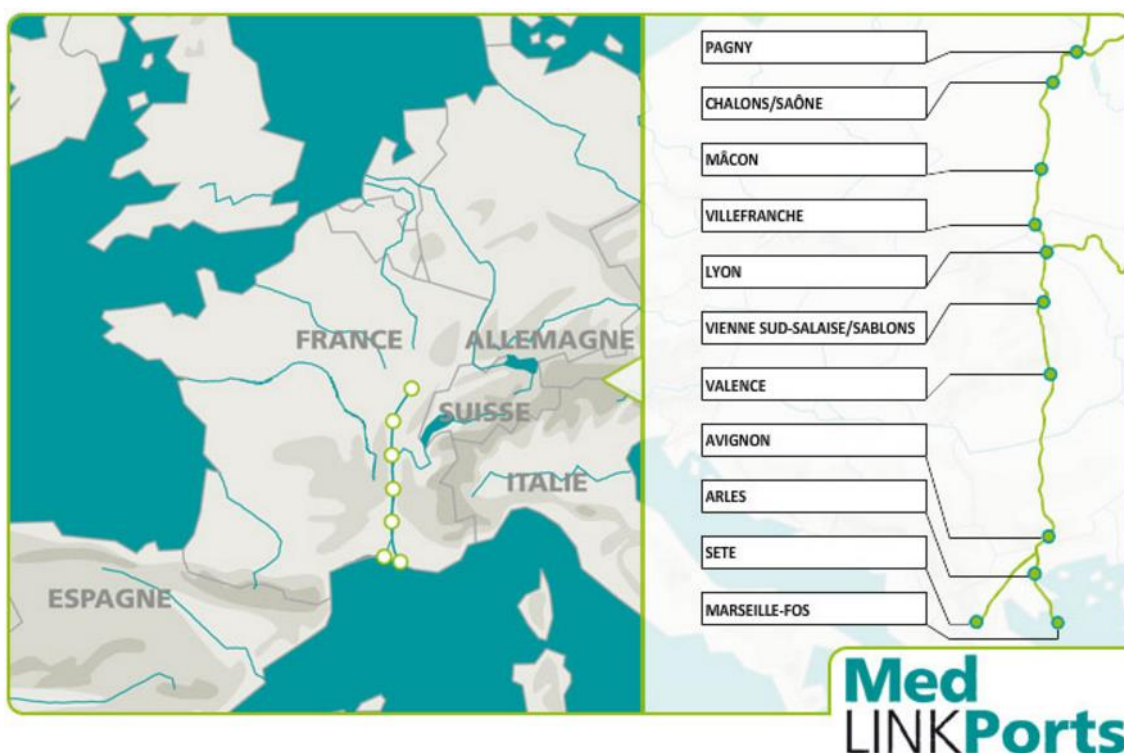 FRANCE
ALLEMAGNE
SUISSE
ITALIE
ESPAGNE
PAGNY
CHALONS/SAÔNE
MÂCON
VILLEFRANCHE
LYON
VIENNE SUD-SALAISE/SABLONS
VALENCE
AVIGNON
ARLES
SETE
MARSEILLE-FOS
Med
LINKPorts